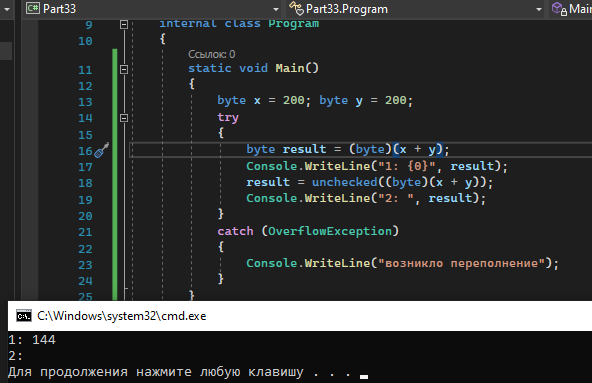 C# Part33 Part33.Program Main
9 internal class Program
10 {
Ссылок: 0
11 static void Main()
12 {
13 byte x = 200; byte y = 200;
14 try
15 {
16 byte result = (byte)(x + y);
17 Console.WriteLine("1: {0}", result);
18 result = unchecked((byte)(x + y));
19 Console.WriteLine("2: ", result);
20 }
21 catch (OverflowException)
22 {
23 Console.WriteLine("возникло переполнение");
24 }
25 }
C:\Windows\system32\cmd.exe
1: 144
2:
Для продолжения нажмите любую клавишу . . .